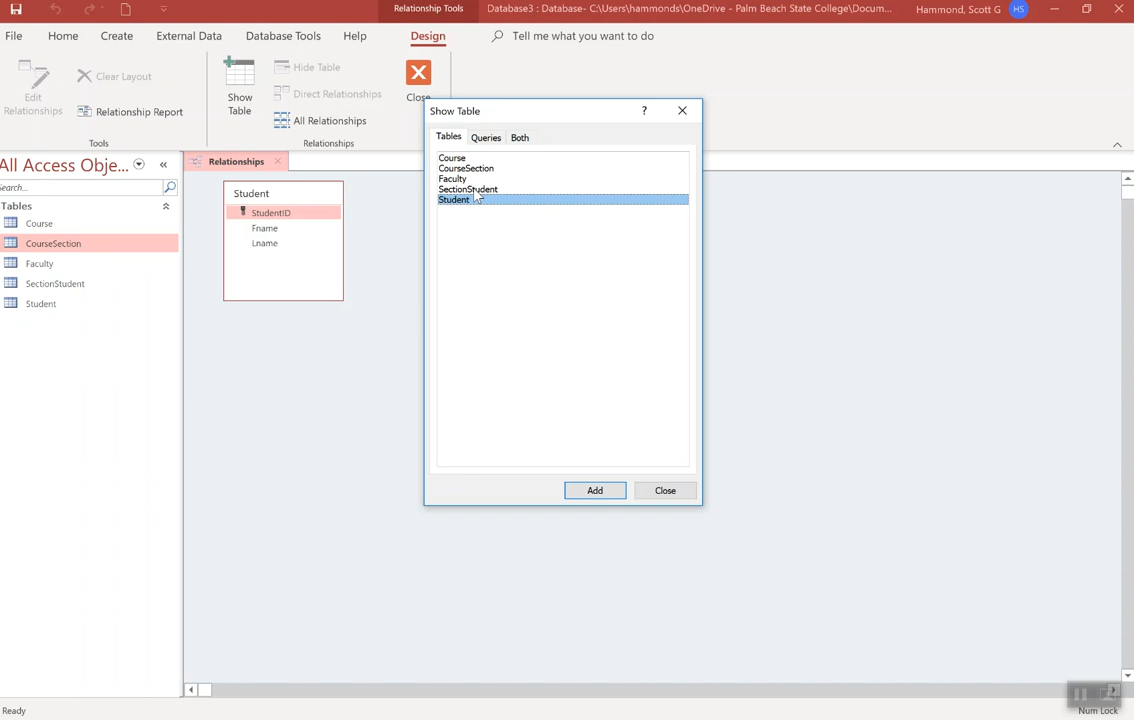 Relationship Tools
Database3 : Database- C:\Users\hammonds\OneDrive - Palm Beach State College\Docum...
Hammond, Scott G
HS
File
Home
Create
External Data
Database Tools
Help
Design
Tell me what you want to do
Edit
Relationships
Clear Layout
Relationship Report
Tools
Show
Table
Hide Table
Direct Relationships
All Relationships
Relationships
Close
Show Table
?
Tables
Queries
Both
Course
CourseSection
Faculty
SectionStudent
Student
Add
Close
All Access Obje...
Search...
Tables
Course
CourseSection
Faculty
SectionStudent
Student
Relationships
Student
StudentID
Fname
Lname
Ready
Num Lock